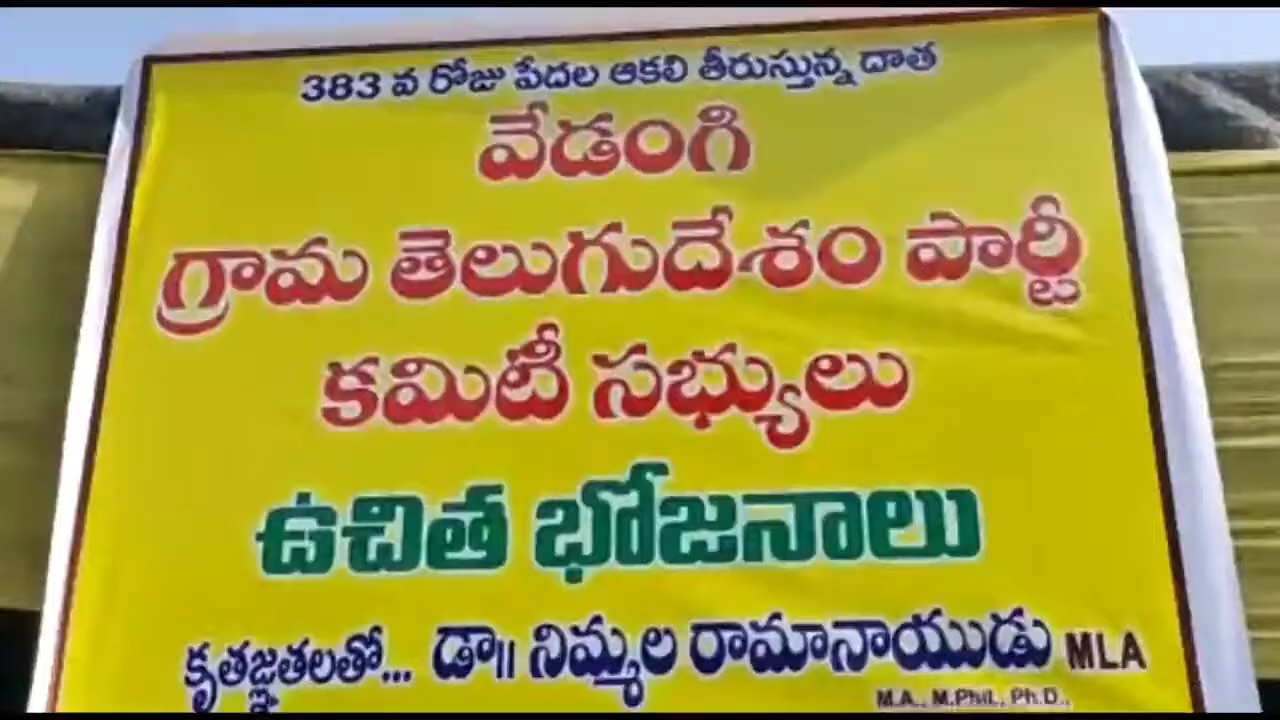 383 వ రోజు పేదల ఆకలి తీరుస్తున్న దాత
వేడంగి
గ్రామ తెలుగుదేశం పార్టీ
కమిటీ సభ్యులు
ఉచిత భోజనాలు
కృతజ్ఞతలతో... డా|| నిమ్మల రామానాయుడు MLA
M.A., M.Phil., Ph.D.,